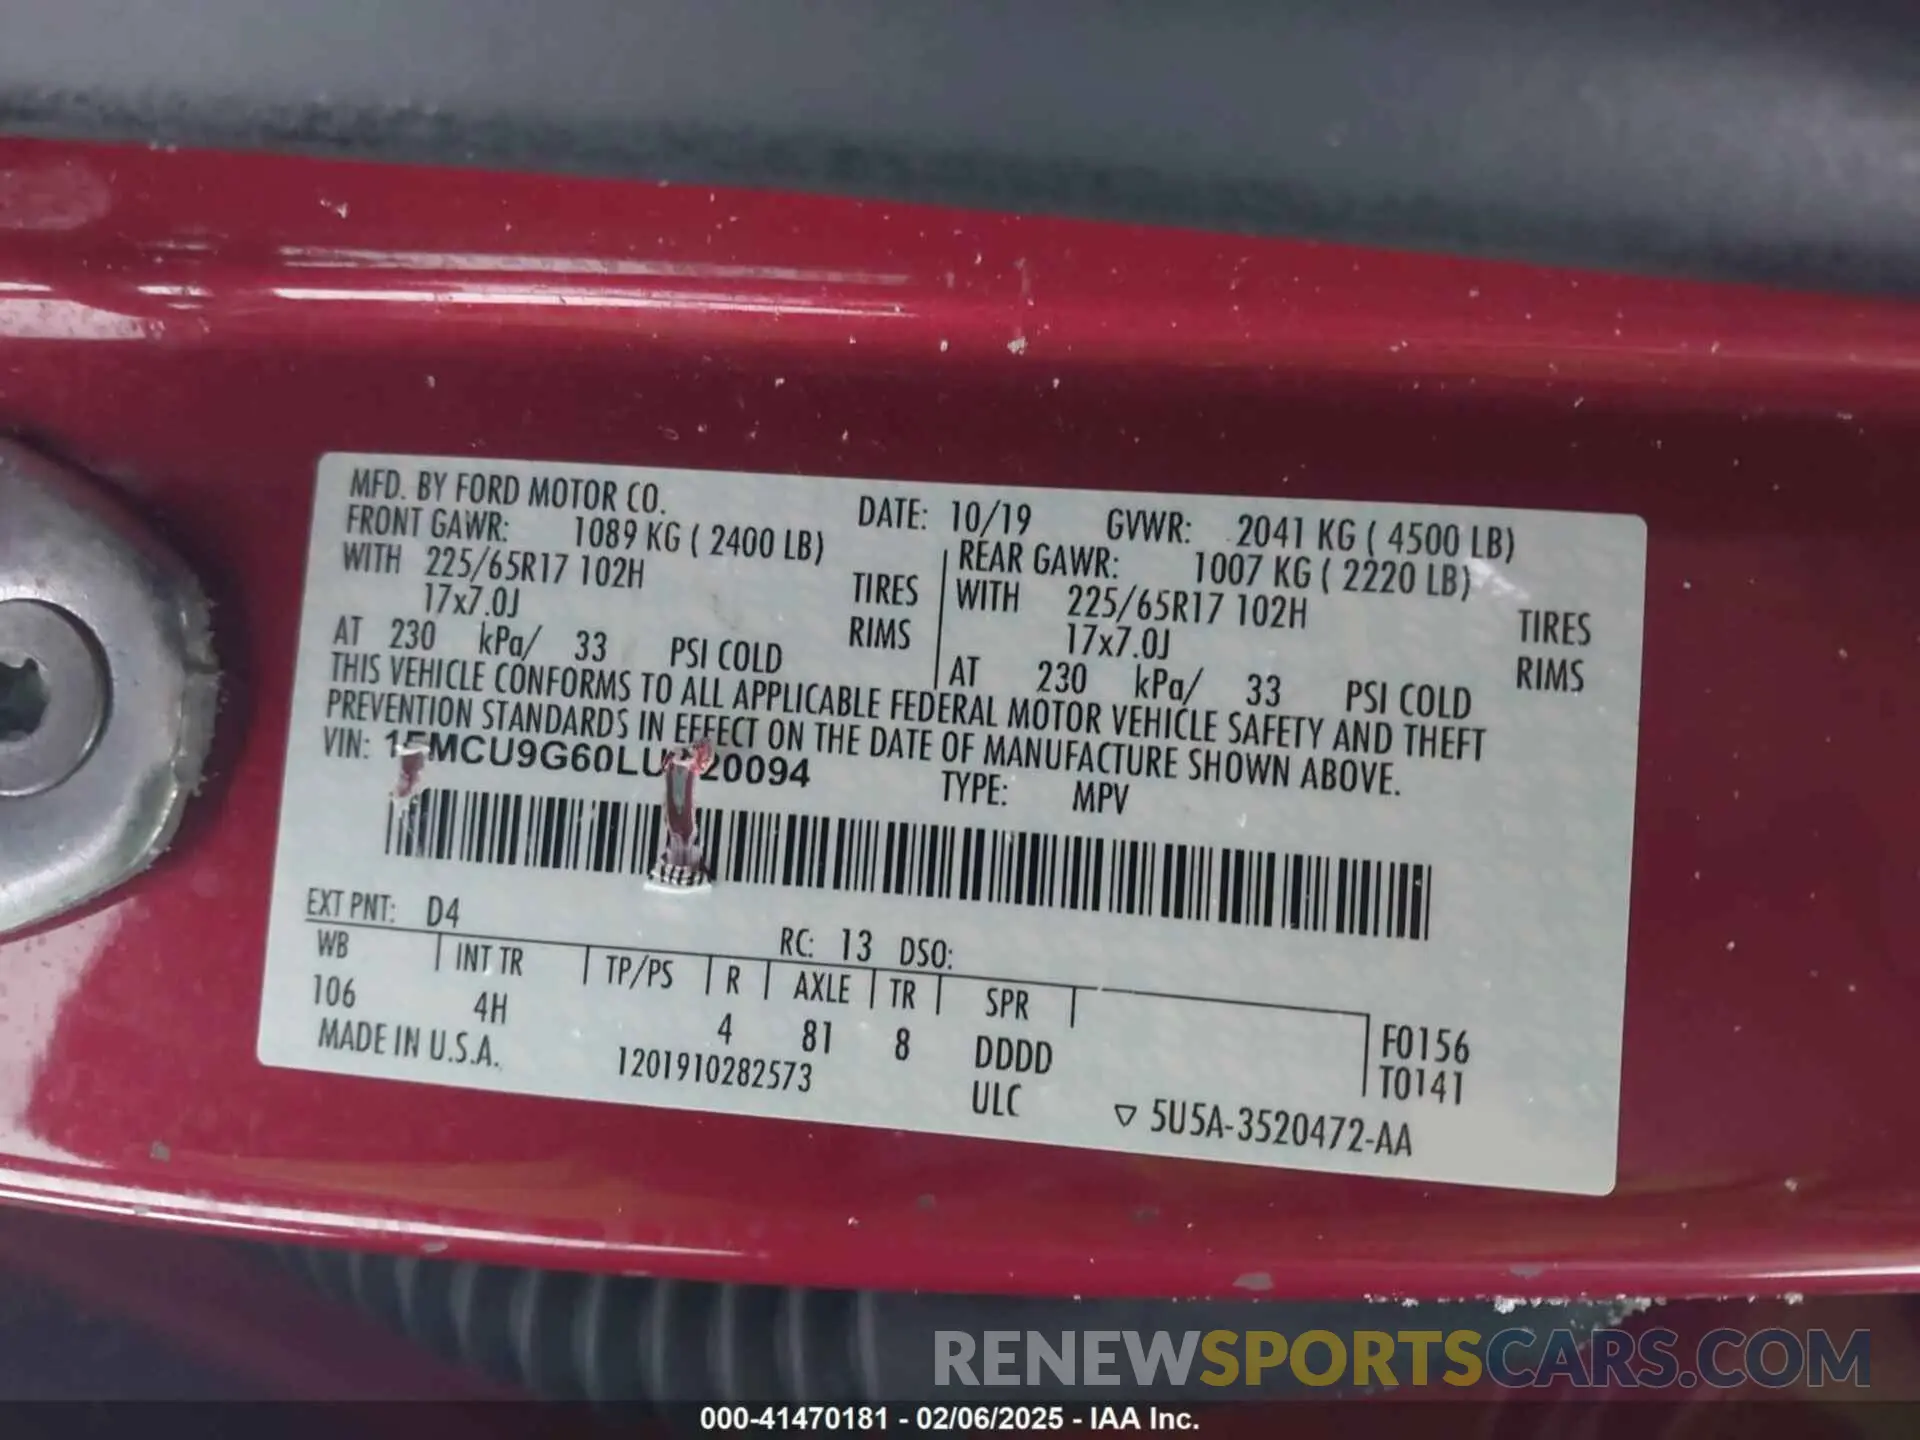 MFD. BY FORD MOTOR CO.
DATE: 10/19 GVWR: 2041 KG ( 4500 LB)
FRONT GAWR: 1089 KG ( 2400 LB) REAR GAWR: 1007 KG ( 2220 LB)
WITH 225/65R17 102H TIRES WITH 225/65R17 102H TIRES
17x7.0J RIMS 17x7.0J RIMS
AT 230 kPa/ 33 PSI COLD AT 230 kPa/ 33 PSI COLD
THIS VEHICLE CONFORMS TO ALL APPLICABLE FEDERAL MOTOR VEHICLE SAFETY AND THEFT
PREVENTION STANDARDS IN EFFECT ON THE DATE OF MANUFACTURE SHOWN ABOVE.
VIN: TYPE: MPV
EXT PNT: D4 RC: 13 DSO:
WB INT TR TP/PS R AXLE TR SPR
106 4H 4 81 8 DDDD F0156
MADE IN U.S.A. 1201910282573 ULC T0141
▽ 5U5A-3520472-AA
RENEWSPORTSCARS.COM
000-41470181 - 02/06/2025 - IAA Inc.